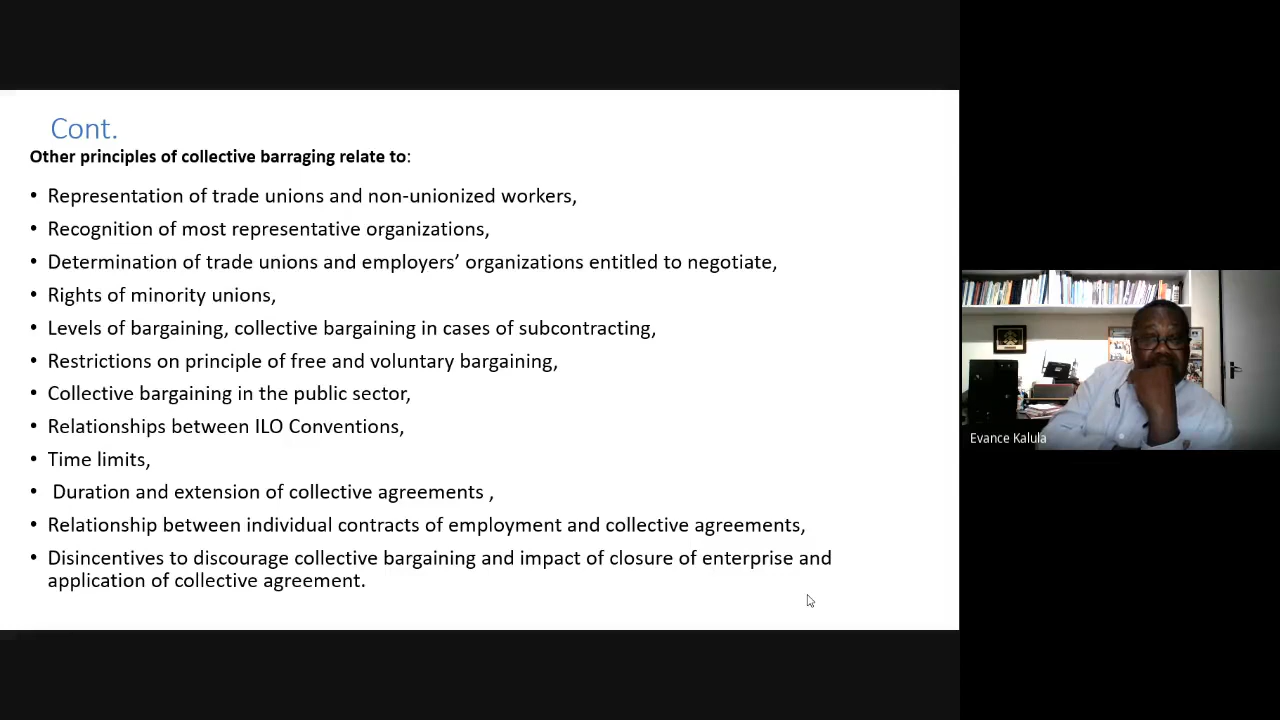 Cont.
Other principles of collective barraging relate to:
• Representation of trade unions and non-unionized workers,
• Recognition of most representative organizations,
• Determination of trade unions and employers’ organizations entitled to negotiate,
• Rights of minority unions,
• Levels of bargaining, collective bargaining in cases of subcontracting,
• Restrictions on principle of free and voluntary bargaining,
• Collective bargaining in the public sector,
• Relationships between ILO Conventions,
• Time limits,
• Duration and extension of collective agreements ,
• Relationship between individual contracts of employment and collective agreements,
• Disincentives to discourage collective bargaining and impact of closure of enterprise and
application of collective agreement.
Evance Kalula